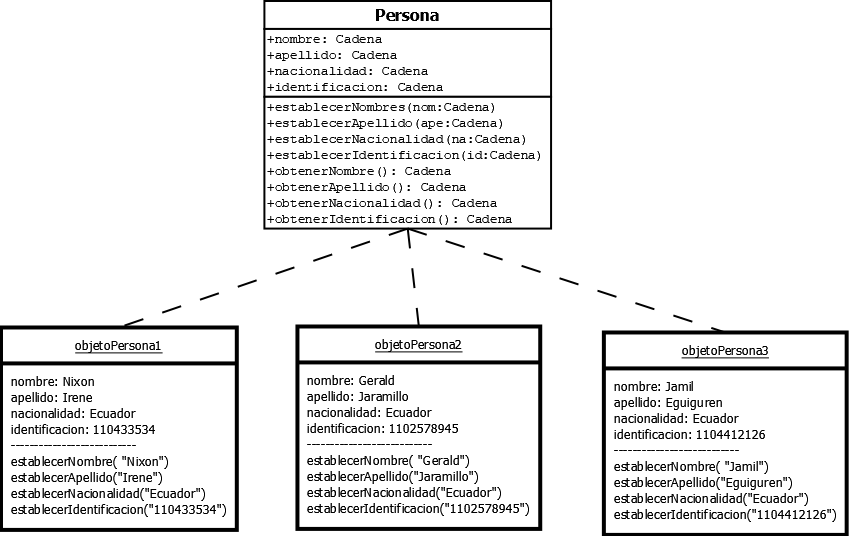 Persona
+nombre: Cadena
+apellido: Cadena
+nacionalidad: Cadena
+identificacion: Cadena
+establecerNombres(nom:Cadena)
+establecerApellido(ape:Cadena)
+establecerNacionalidad(na:Cadena)
+establecerIdentificacion(id:Cadena)
+obtenerNombre(): Cadena
+obtenerApellido(): Cadena
+obtenerNacionalidad(): Cadena
+obtenerIdentificacion(): Cadena
objetoPersona1
nombre: Nixon
apellido: Irene
nacionalidad: Ecuador
identificacion: 110433534
----------------------------
establecerNombre( "Nixon")
establecerApellido("Irene")
establecerNacionalidad("Ecuador")
establecerIdentificacion("110433534")
objetoPersona2
nombre: Gerald
apellido: Jaramillo
nacionalidad: Ecuador
identificacion: 1102578945
----------------------------
establecerNombre( "Gerald")
establecerApellido("Jaramillo")
establecerNacionalidad("Ecuador")
establecerIdentificacion("1102578945")
objetoPersona3
nombre: Jamil
apellido: Eguiguren
nacionalidad: Ecuador
identificacion: 1104412126
----------------------------
establecerNombre( "Jamil")
establecerApellido("Eguiguren")
establecerNacionalidad("Ecuador")
establecerIdentificacion("1104412126")